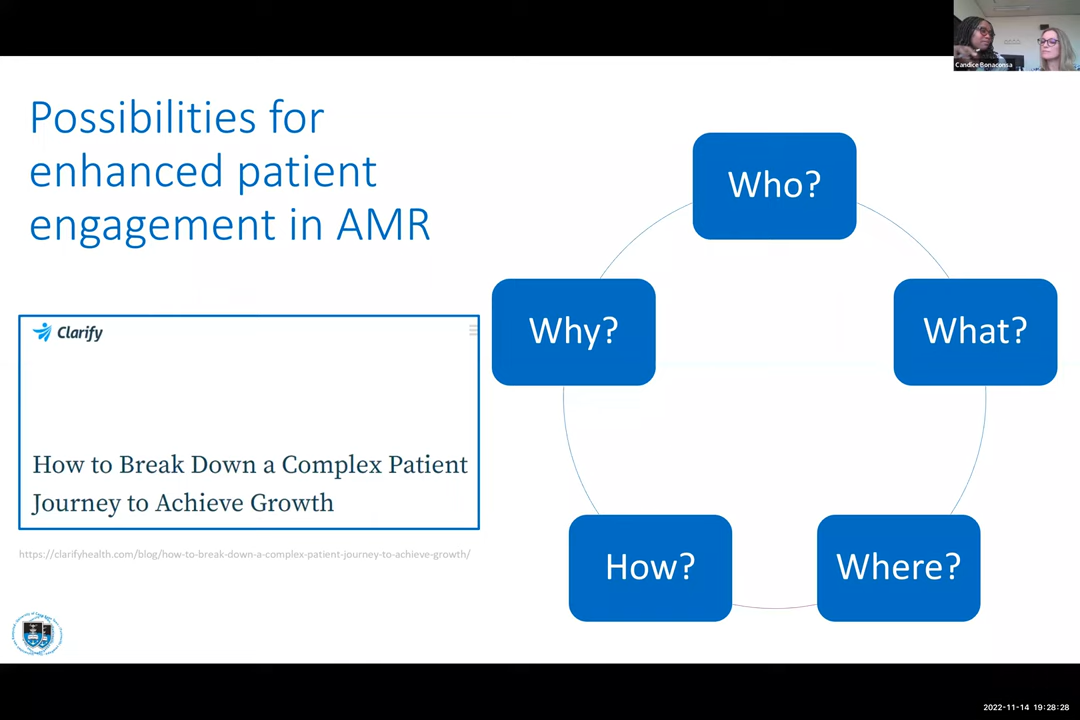 Candice Bonaconsa
Possibilities for
enhanced patient
engagement in AMR
Who?
Why?
What?
Clarify
How to Break Down a Complex Patient
Journey to Achieve Growth
How?
Where?
https://clarifyhealth.com/blog/how-to-break-down-a-complex-patient-journey-to-achieve-growth/
2022-11-14 19:28:28